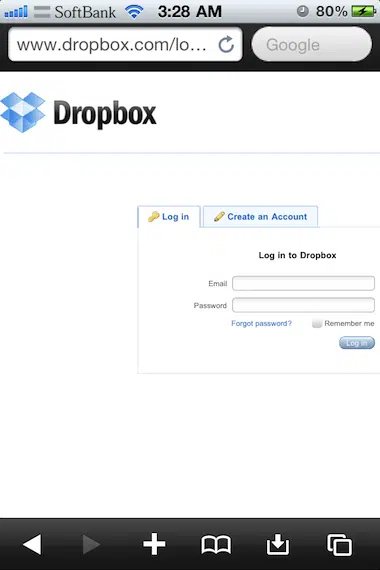 SoftBank 3:28 AM 80%
www.dropbox.com/lo... Google
Dropbox
Log in Create an Account
Log in to Dropbox
Email
Password
Forgot password? Remember me
Log in